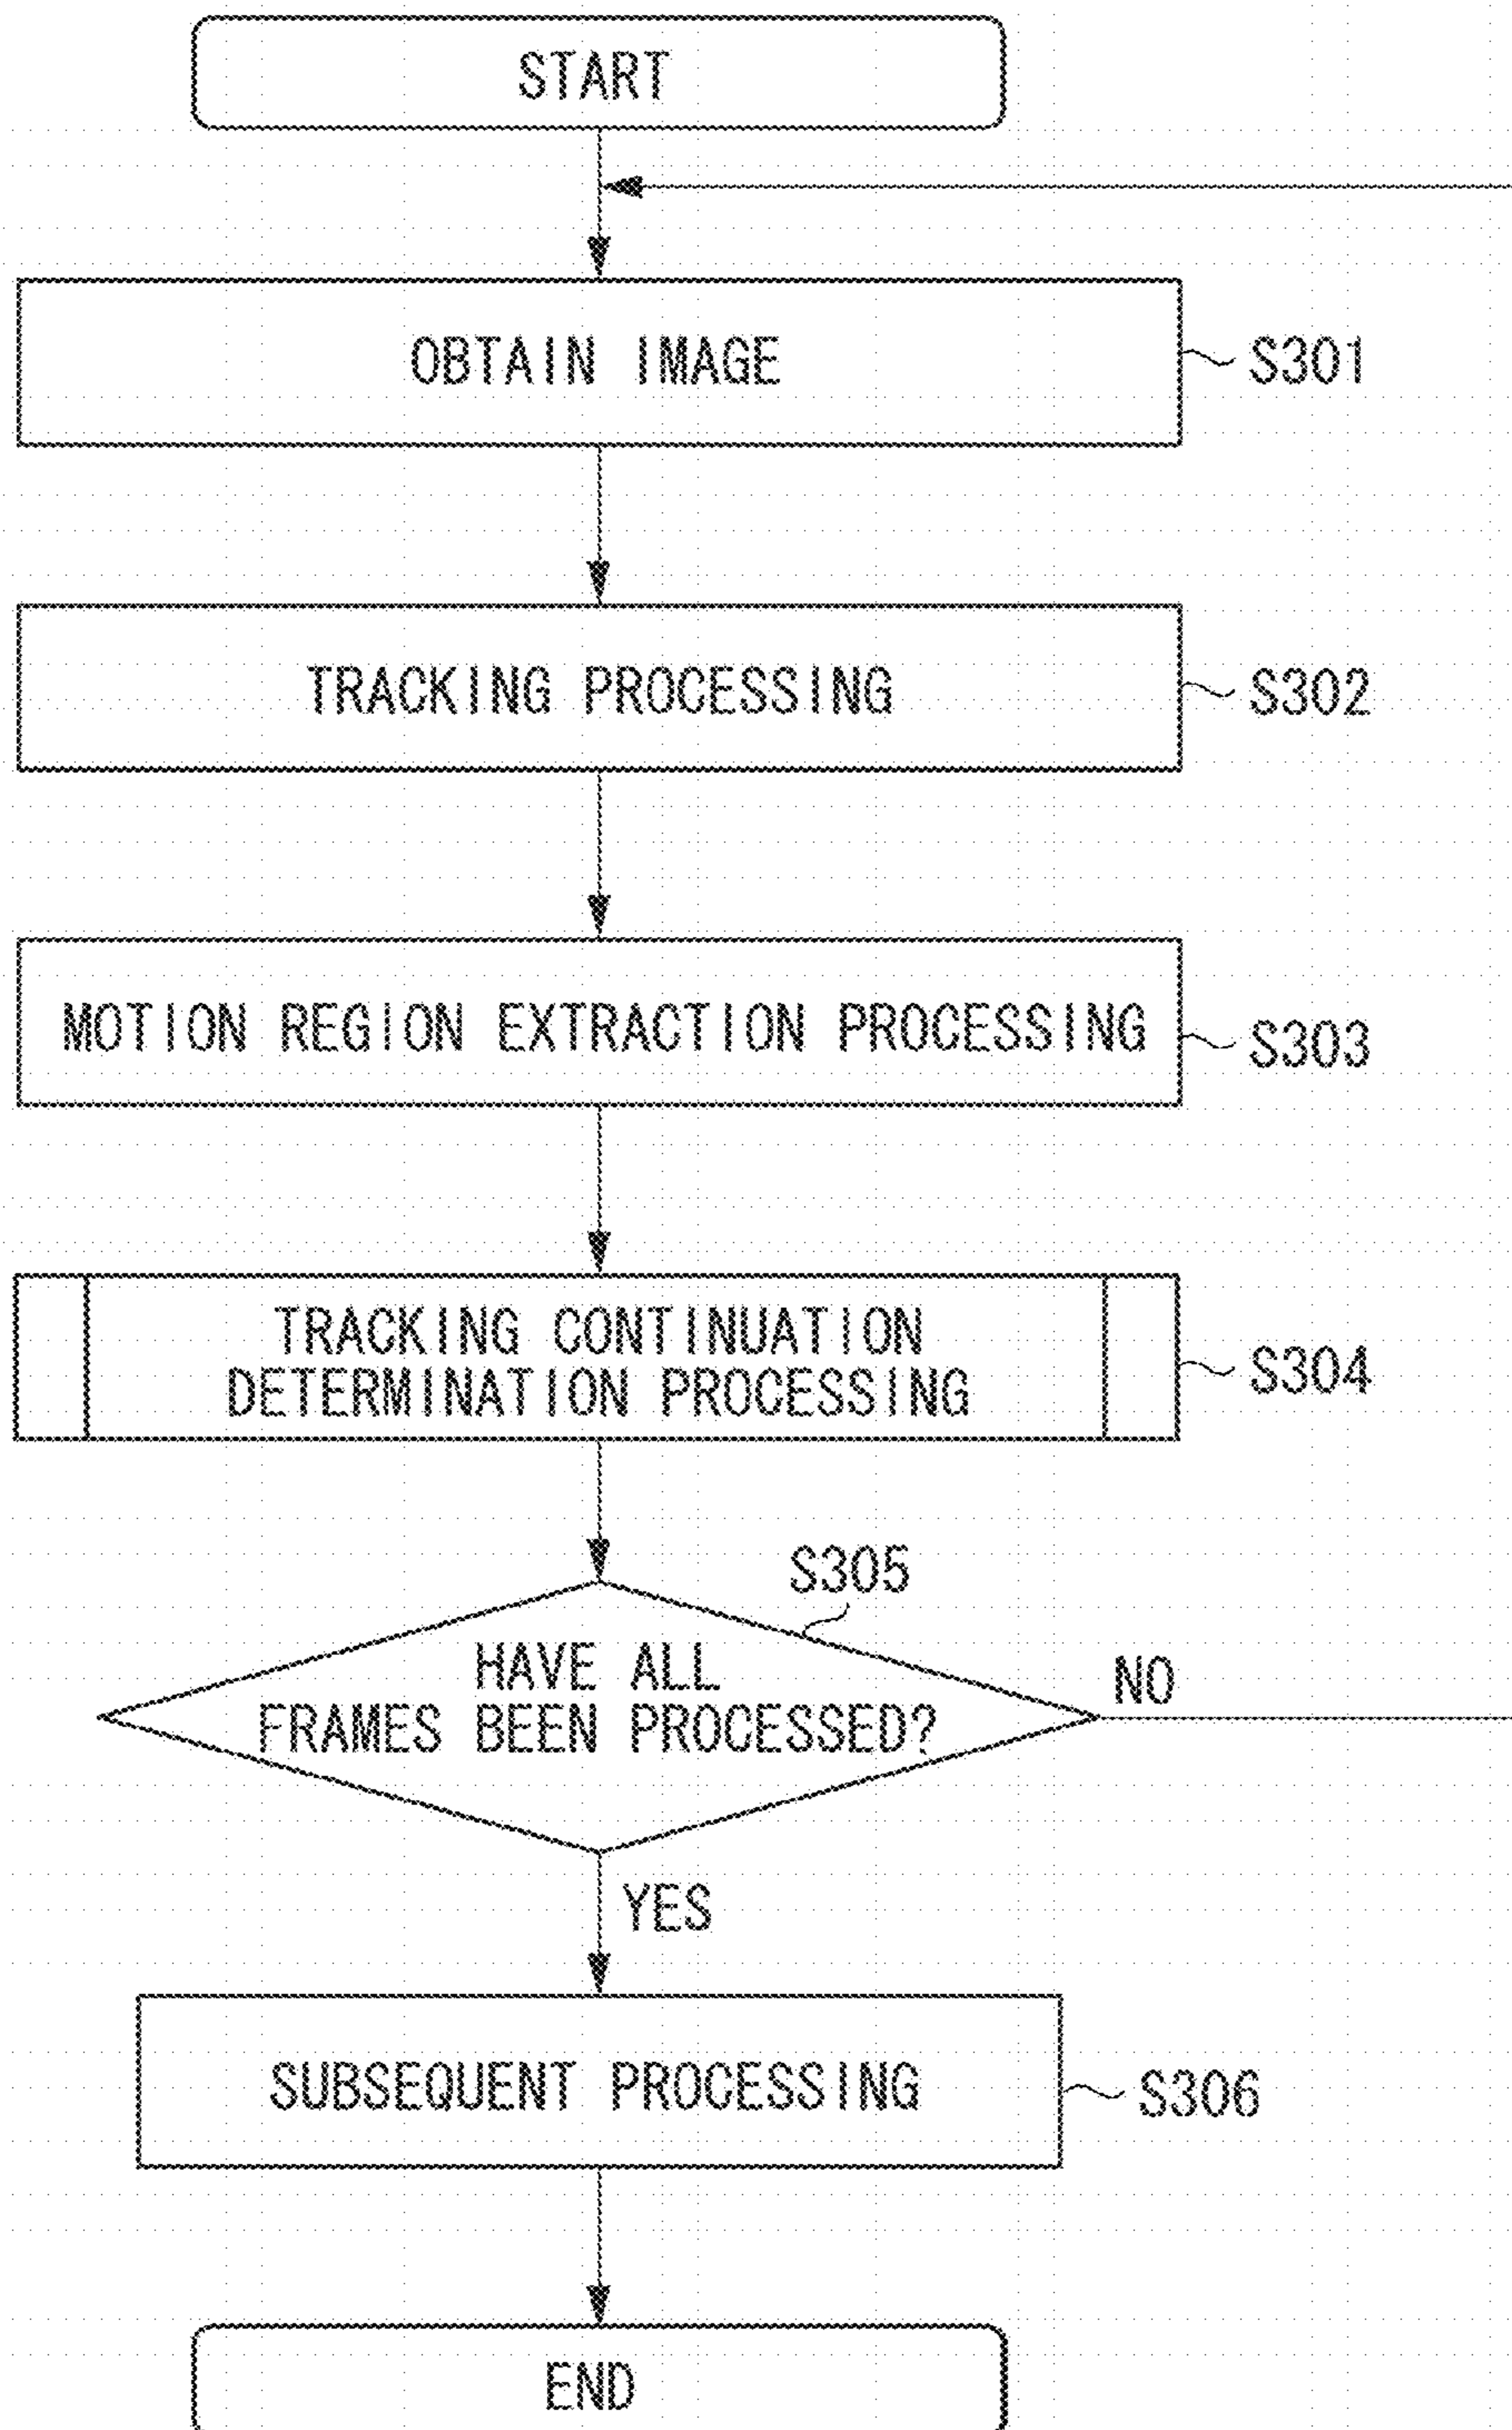 START
OBTAIN IMAGE
S301
TRACKING PROCESSING
S302
MOTION REGION EXTRACTION PROCESSING
S303
TRACKING CONTINUATION
DETERMINATION PROCESSING
S304
S305
HAVE ALL
FRAMES BEEN PROCESSED?
NO
YES
SUBSEQUENT PROCESSING
S306
END